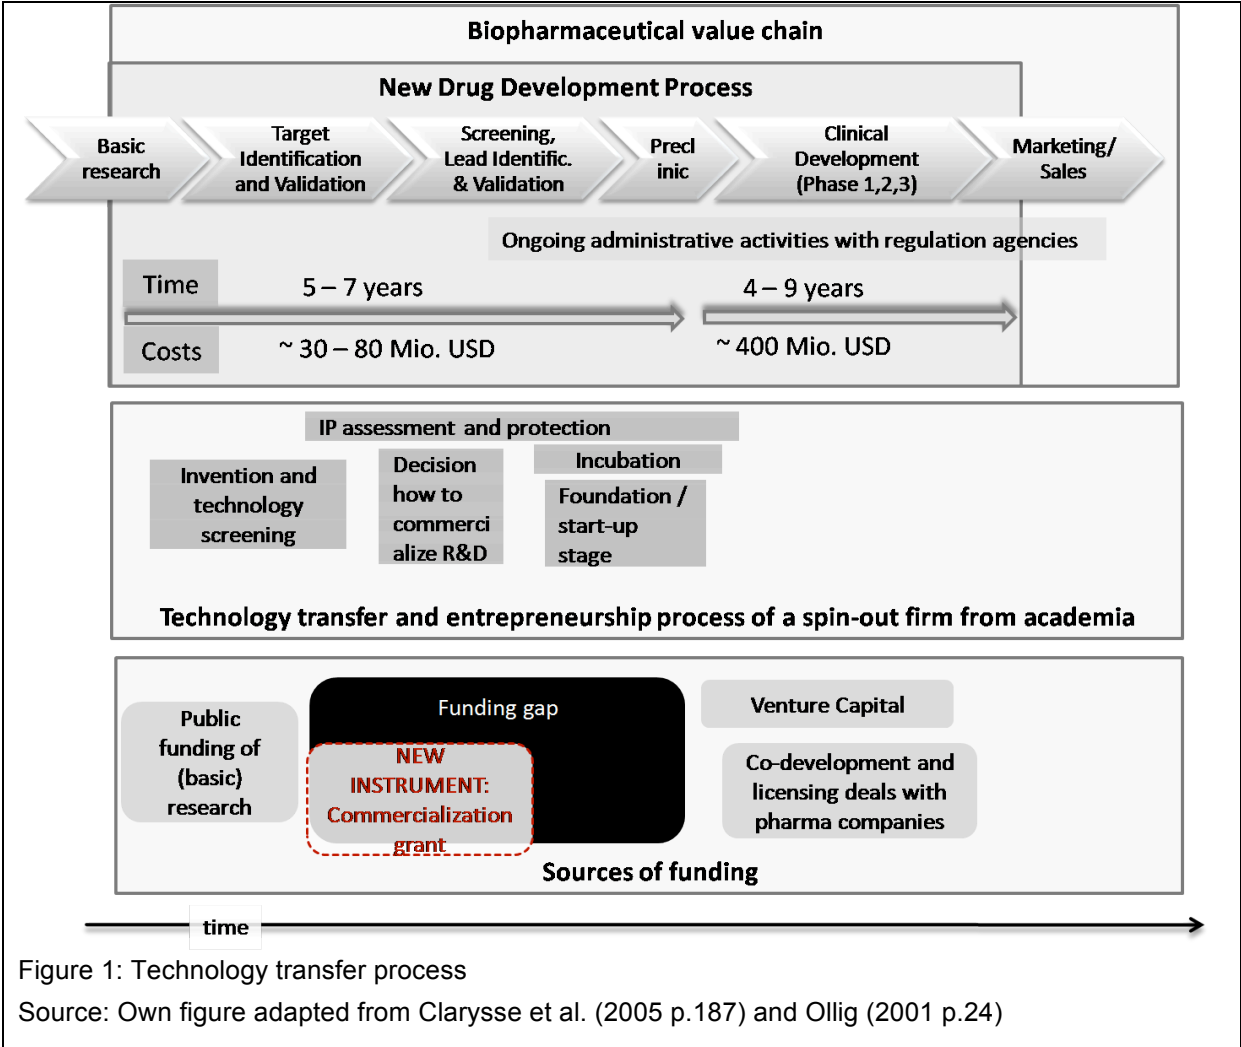 Biopharmaceutical value chain
New Drug Development Process
Basic
research
Target
Identification
and Validation
Screening,
Lead Identific.
& Validation
Precl
inic
Clinical
Development
(Phase 1,2,3)
Marketing/
Sales
Ongoing administrative activities with regulation agencies
Time
5 – 7 years
4 – 9 years
Costs
~ 30 – 80 Mio. USD
~ 400 Mio. USD
IP assessment and protection
Invention and
technology
screening
Decision
how to
commerci
alize R&D
Incubation
Foundation /
start-up
stage
Technology transfer and entrepreneurship process of a spin-out firm from academia
Public
funding of
(basic)
research
Funding gap
NEW
INSTRUMENT:
Commercialization
grant
Venture Capital
Co-development and
licensing deals with
pharma companies
Sources of funding
time
Figure 1: Technology transfer process
Source: Own figure adapted from Clarysse et al. (2005 p.187) and Ollig (2001 p.24)